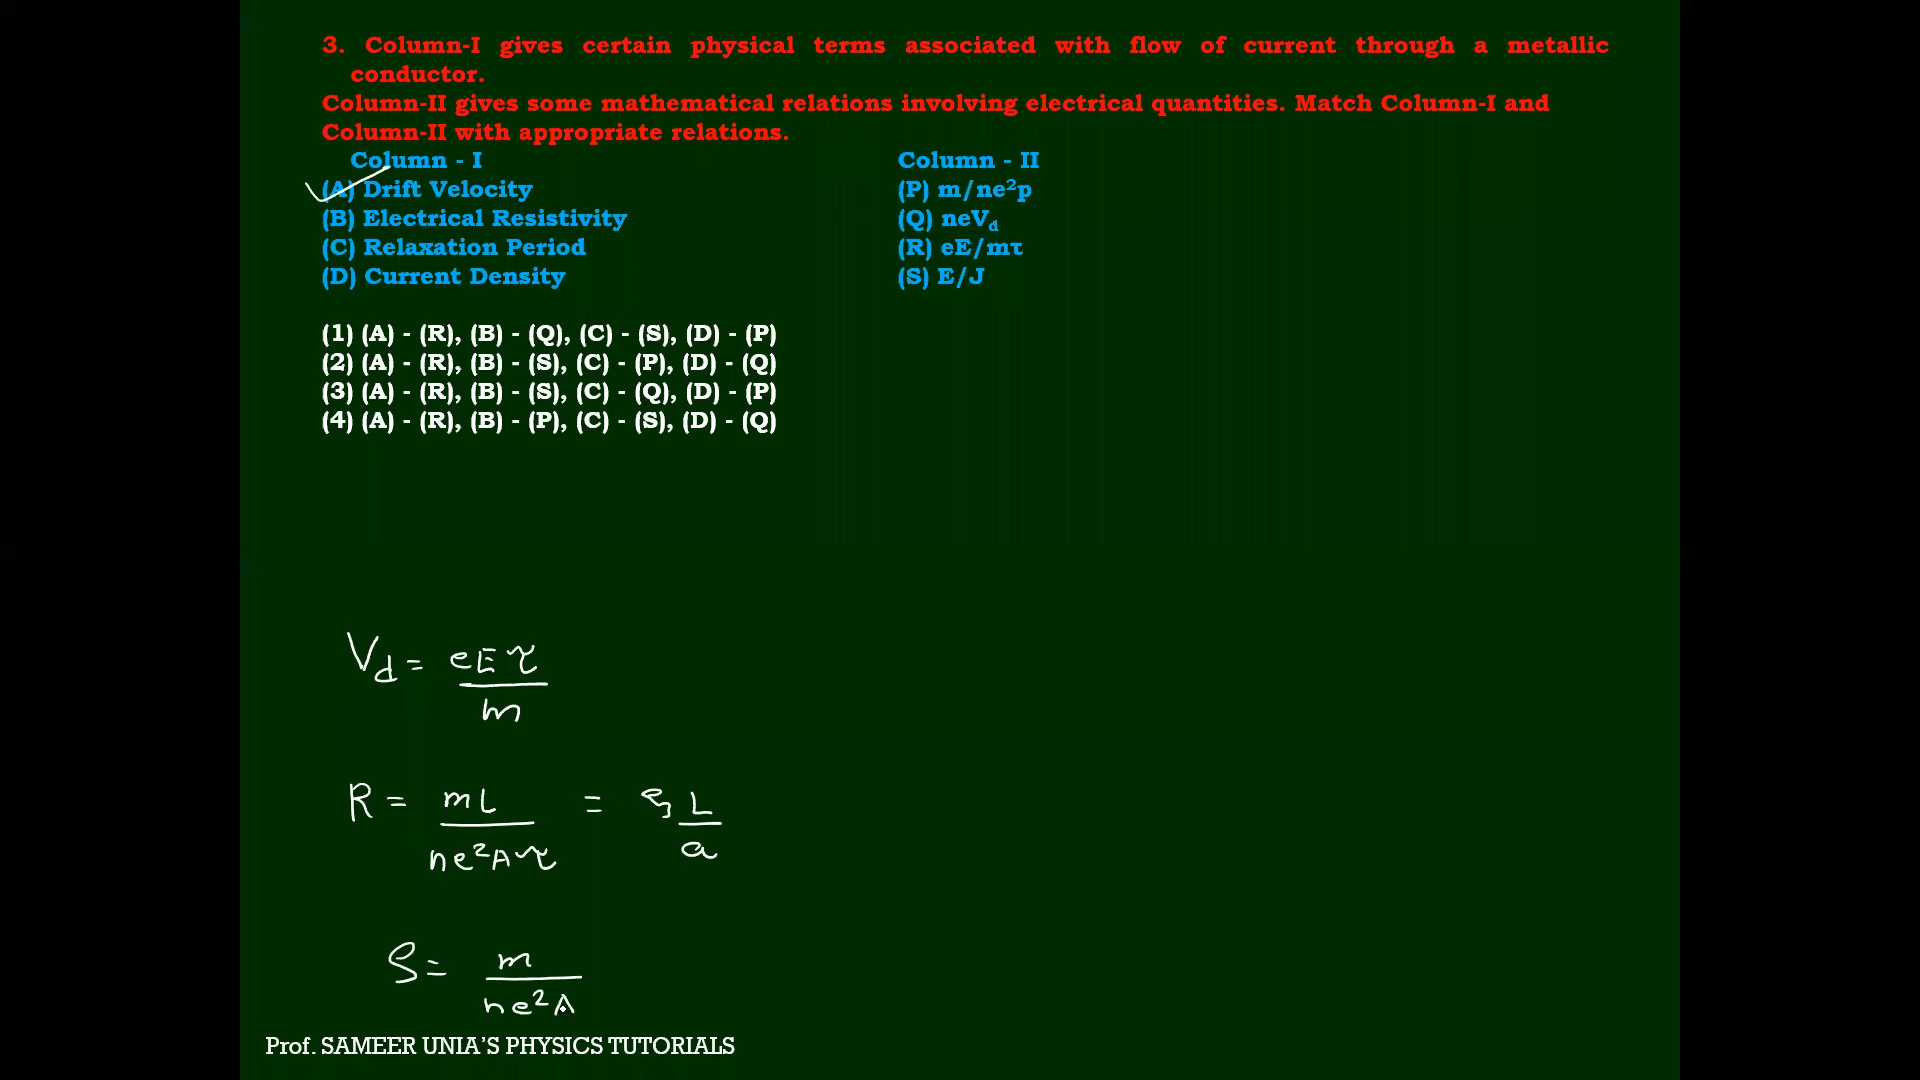 3. Column-I gives certain physical terms associated with flow of current through a metallic
conductor.
Column-II gives some mathematical relations involving electrical quantities. Match Column-I and
Column-II with appropriate relations.
Column - I Column - II
(A) Drift Velocity (P) m/ne²p
(B) Electrical Resistivity (Q) neV_d
(C) Relaxation Period (R) eE/mτ
(D) Current Density (S) E/J
(1) (A) - (R), (B) - (Q), (C) - (S), (D) - (P)
(2) (A) - (R), (B) - (S), (C) - (P), (D) - (Q)
(3) (A) - (R), (B) - (S), (C) - (Q), (D) - (P)
(4) (A) - (R), (B) - (P), (C) - (S), (D) - (Q)
V_d = eEτ / m
R = mL / ne²Aτ = ρ L / a
ρ = m / ne²A
Prof. SAMEER UNIA'S PHYSICS TUTORIALS